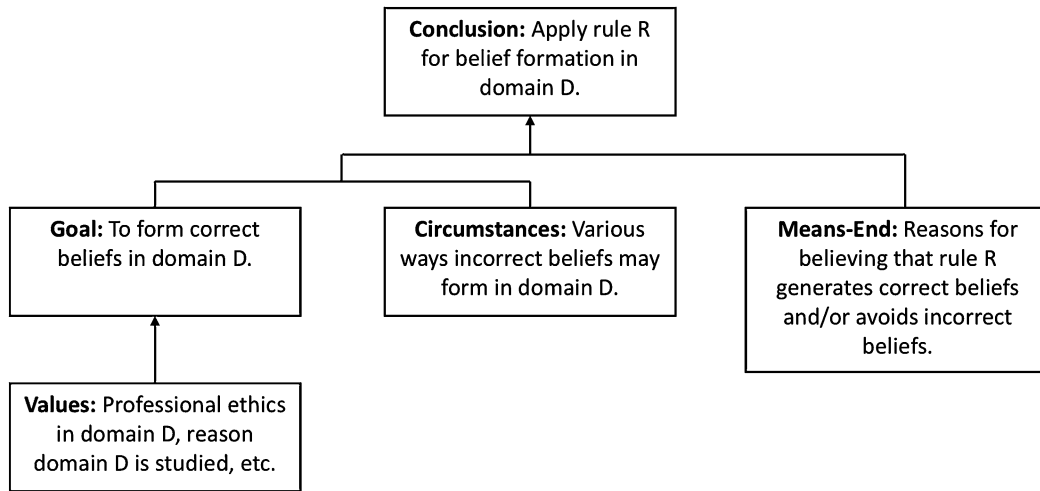 Conclusion: Apply rule R
for belief formation in
domain D.
Goal: To form correct
beliefs in domain D.
Circumstances: Various
ways incorrect beliefs may
form in domain D.
Means-End: Reasons for
believing that rule R
generates correct beliefs
and/or avoids incorrect
beliefs.
Values: Professional ethics
in domain D, reason
domain D is studied, etc.